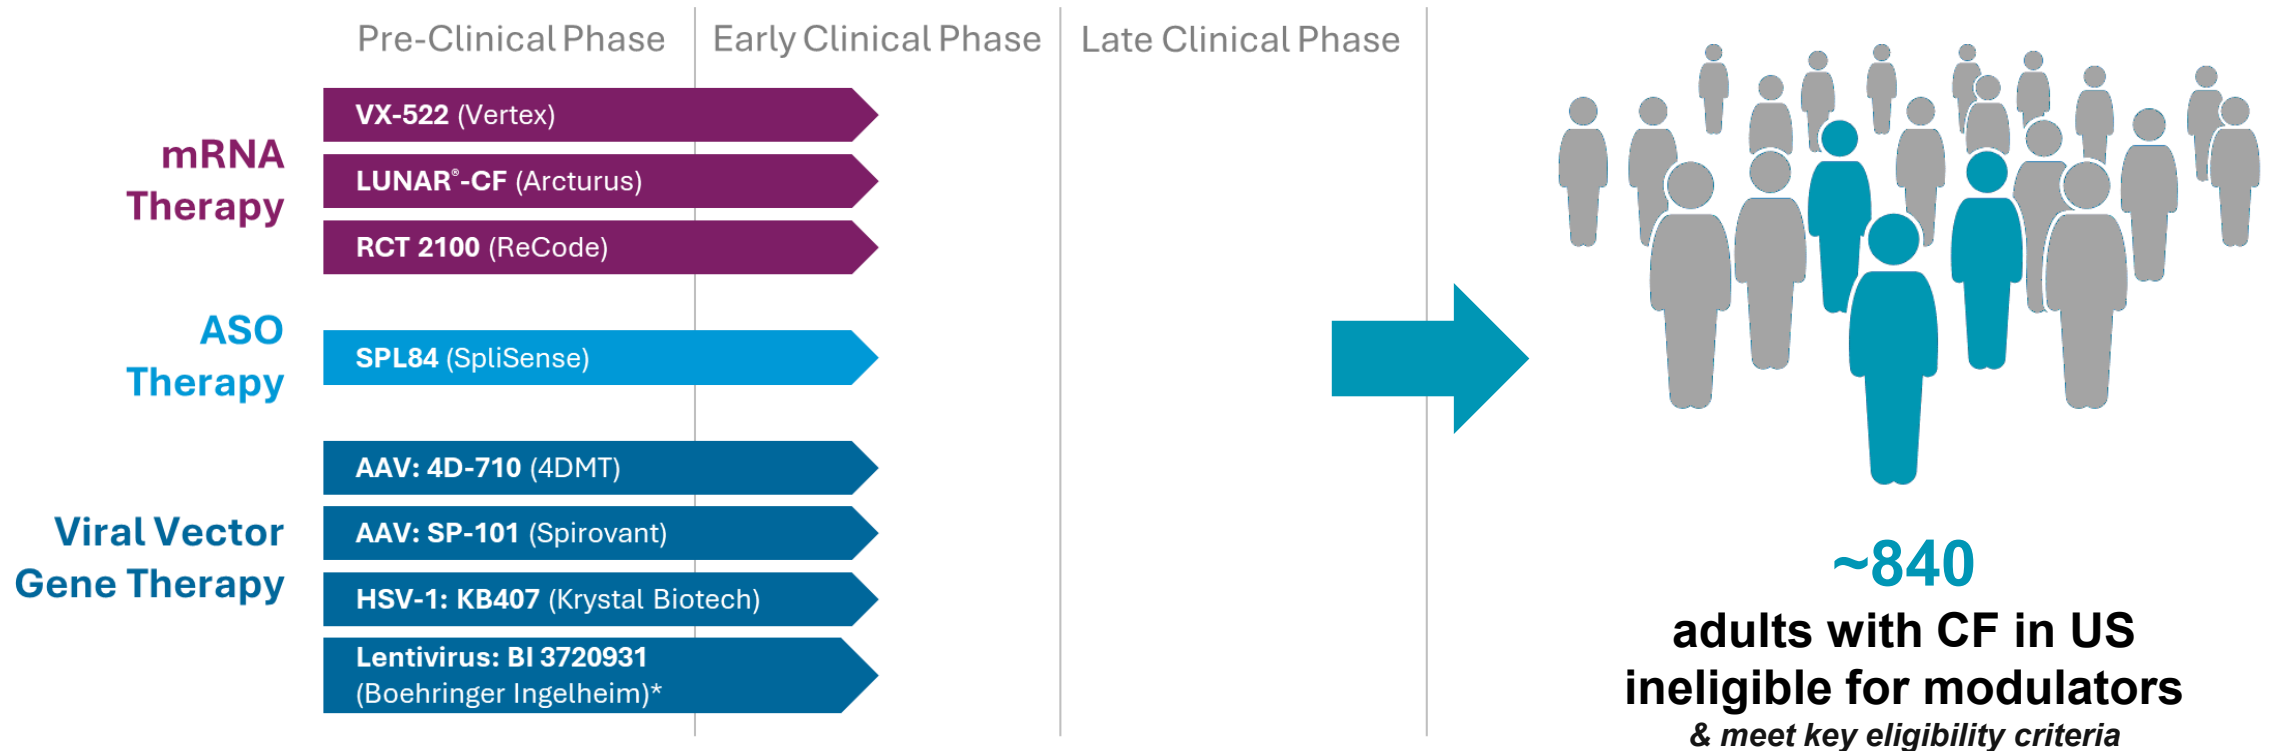 Pre-Clinical Phase
Early Clinical Phase
Late Clinical Phase
mRNA
Therapy
VX-522 (Vertex)
LUNAR®-CF (Arcturus)
RCT 2100 (ReCode)
ASO
Therapy
SPL84 (SpliSense)
Viral Vector
Gene Therapy
AAV: 4D-710 (4DMT)
AAV: SP-101 (Spirovant)
HSV-1: KB407 (Krystal Biotech)
Lentivirus: BI 3720931
(Boehringer Ingelheim)*
~840
adults with CF in US
ineligible for modulators
& meet key eligibility criteria